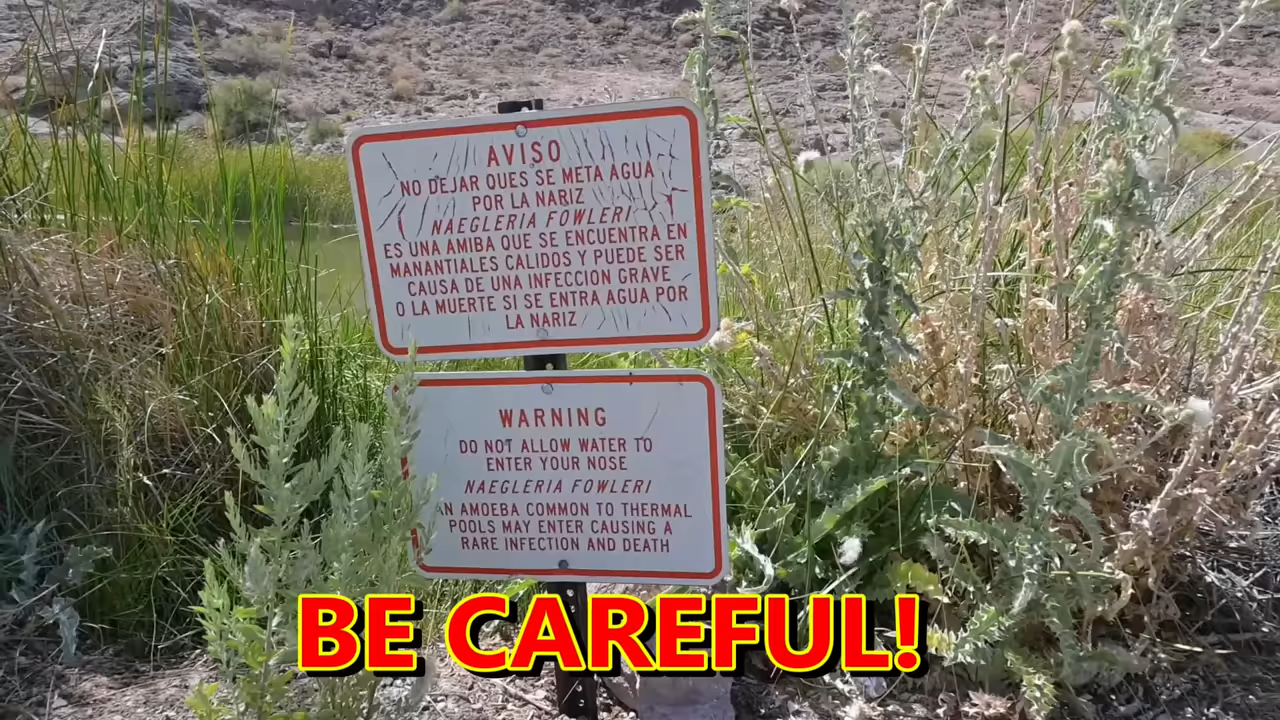 AVISO
NO DEJAR QUES SE META AGUA
POR LA NARIZ
NAEGLERIA FOWLERI
ES UNA AMIBA QUE SE ENCUENTRA EN
MANANTIALES CALIDOS Y PUEDE SER
CAUSA DE UNA INFECCION GRAVE
O LA MUERTE SI SE ENTRA AGUA POR
LA NARIZ
WARNING
DO NOT ALLOW WATER TO
ENTER YOUR NOSE
NAEGLERIA FOWLERI
AN AMOEBA COMMON TO THERMAL
POOLS MAY ENTER CAUSING A
RARE INFECTION AND DEATH
BE CAREFUL!